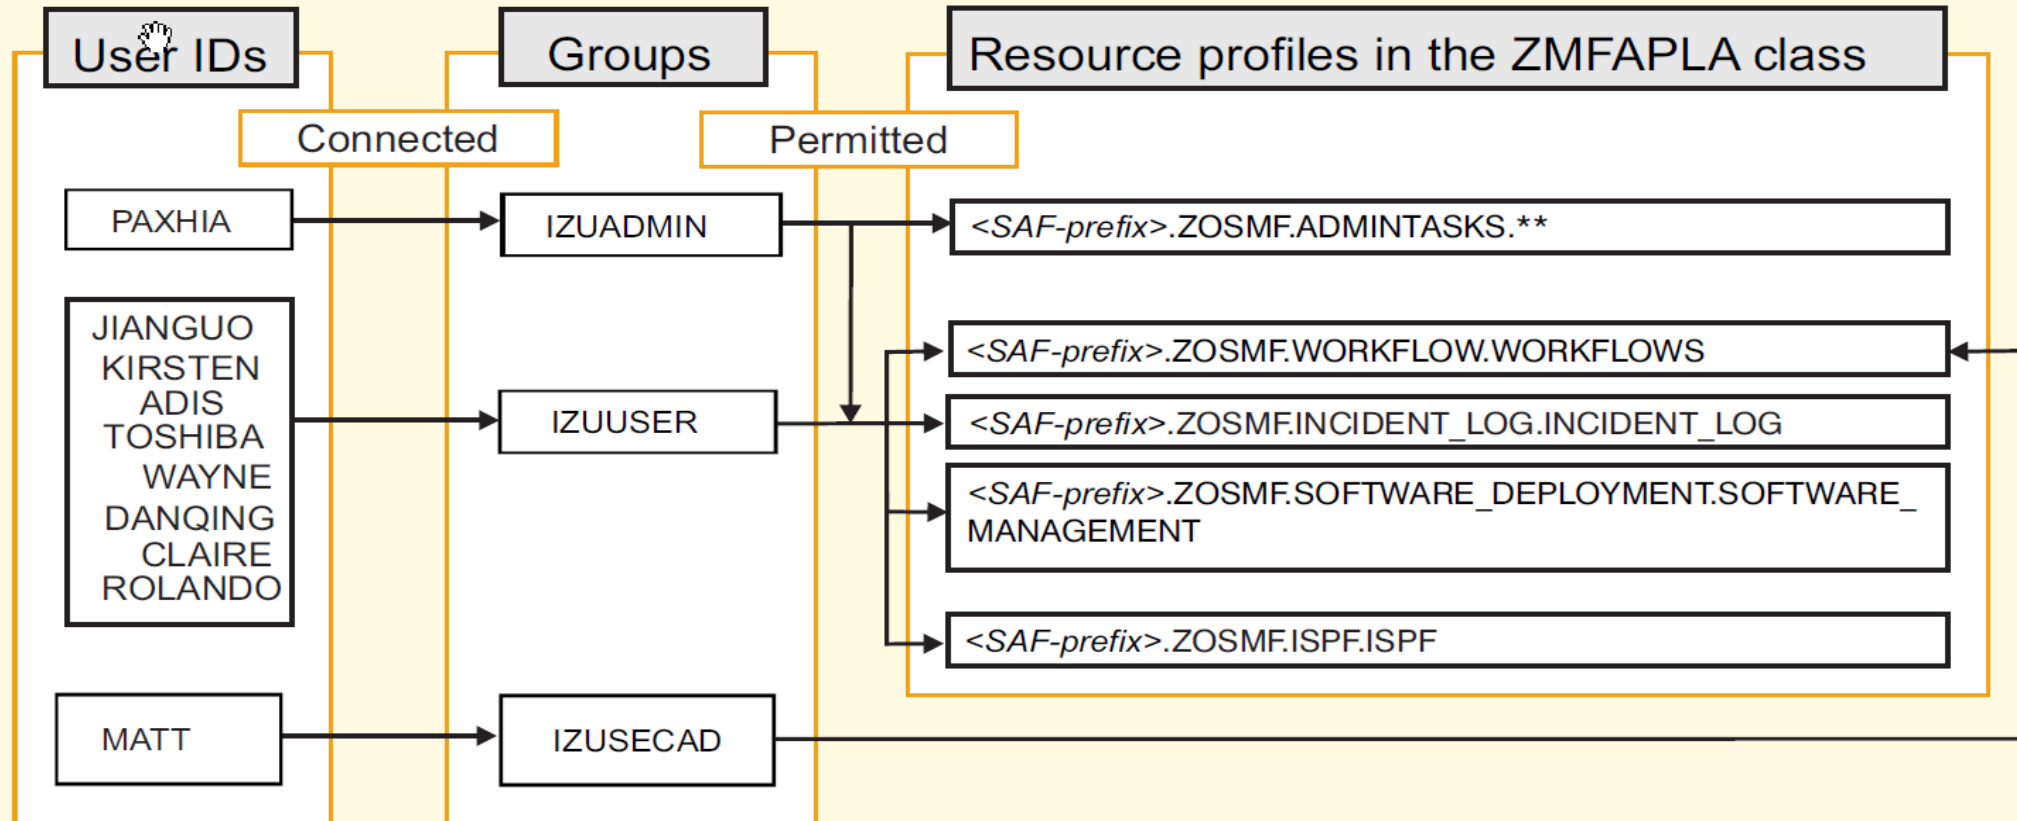 User IDs
Groups
Resource profiles in the ZMFAPLA class
Connected
Permitted
PAXHIA
IZUADMIN
<SAF-prefix>.ZOSMF.ADMINTASKS.**
JIANGUO
KIRSTEN
ADIS
TOSHIBA
WAYNE
DANQING
CLAIRE
ROLANDO
IZUUSER
<SAF-prefix>.ZOSMF.WORKFLOW.WORKFLOWS
<SAF-prefix>.ZOSMF.INCIDENT_LOG.INCIDENT_LOG
<SAF-prefix>.ZOSMF.SOFTWARE_DEPLOYMENT.SOFTWARE_
MANAGEMENT
<SAF-prefix>.ZOSMF.ISPF.ISPF
MATT
IZUSECAD